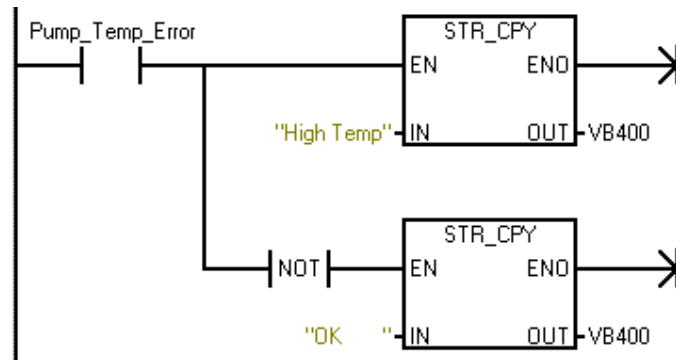 Pump_Temp_Error
STR_CPY
EN ENO
"High Temp" IN OUT VB400
STR_CPY
NOT EN ENO
"OK      " IN OUT VB400